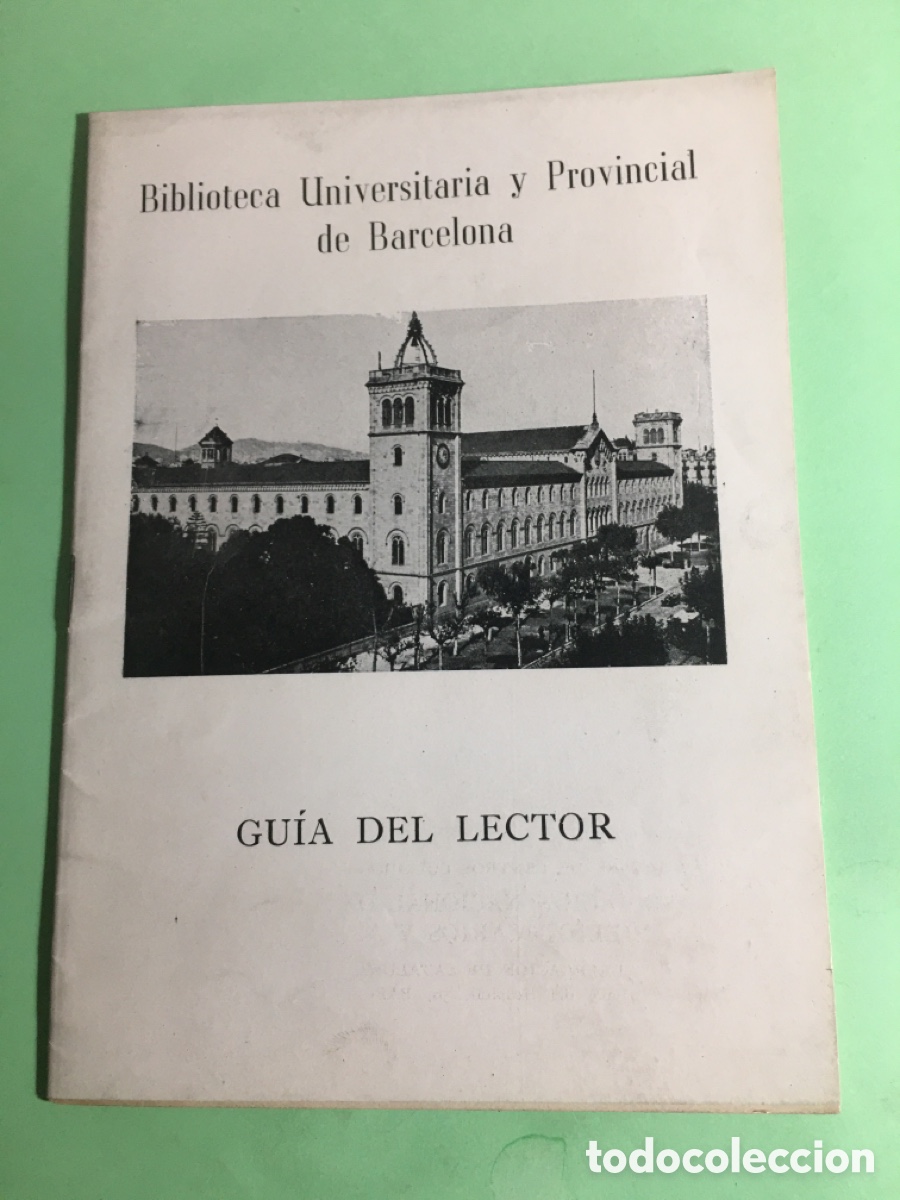 Biblioteca Universitaria y Provincial
de Barcelona
GUÍA DEL LECTOR
todocoleccion